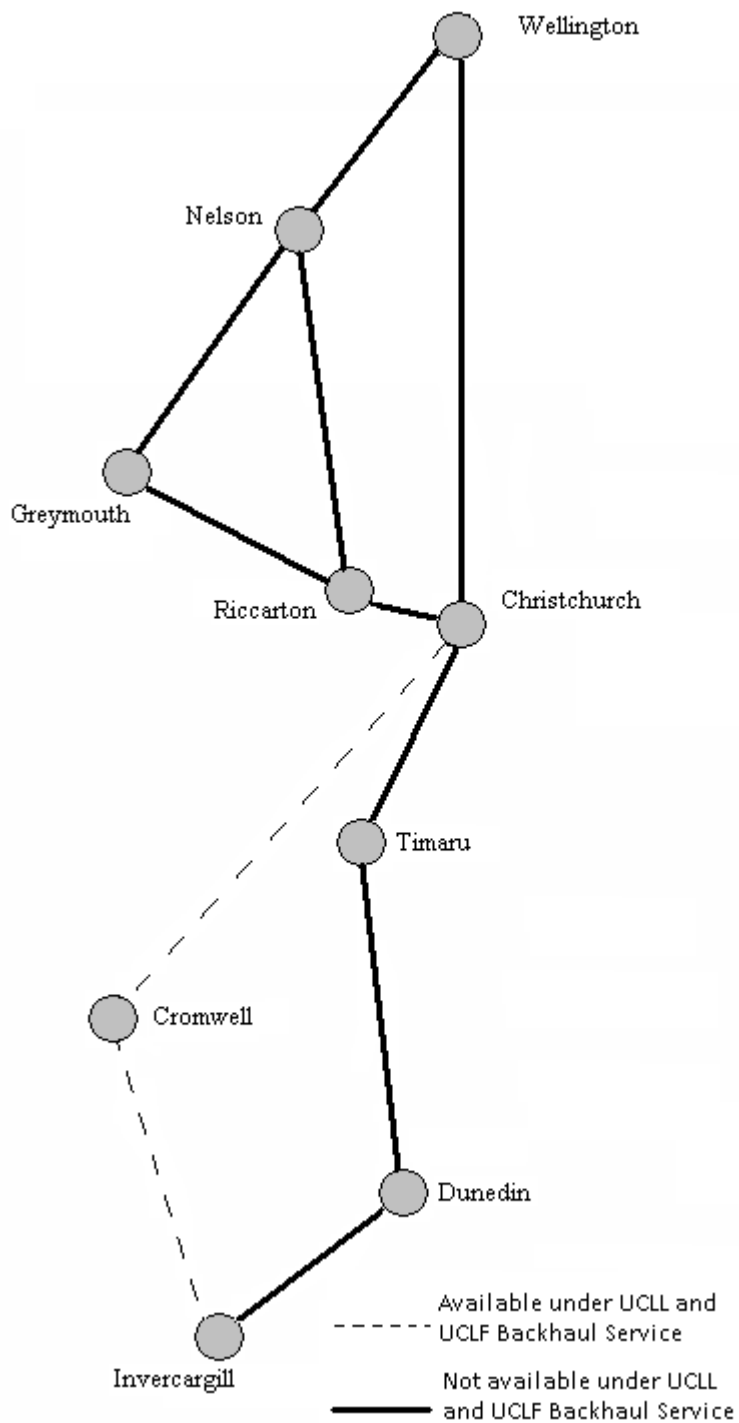 Wellington
Nelson
Greymouth
Riccarton
Christchurch
Timaru
Cromwell
Dunedin
Invercargill
Available under UCLL and
UCLF Backhaul Service
Not available under UCLL
and UCLF Backhaul Service